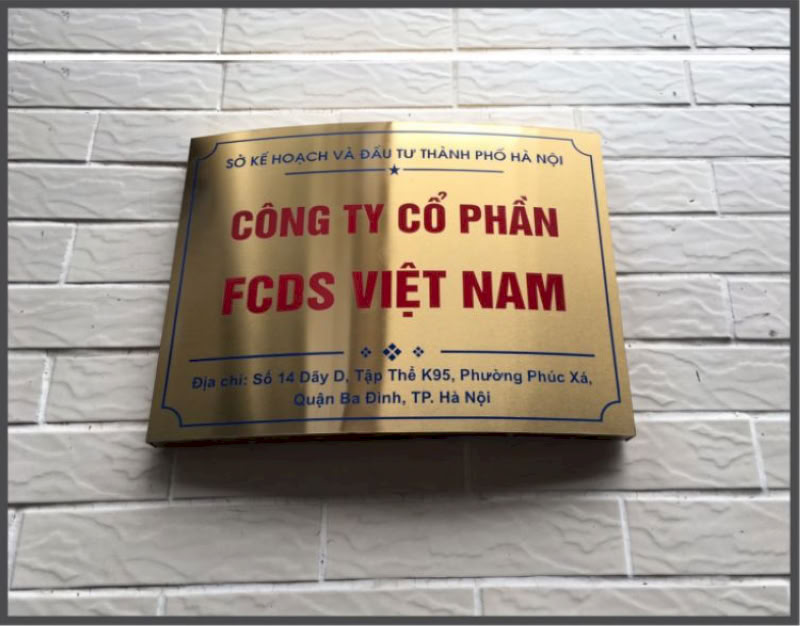 SỞ KẾ HOẠCH VÀ ĐẦU TƯ THÀNH PHỐ HÀ NỘI
CÔNG TY CỔ PHẦN
FCDS VIỆT NAM
Địa chỉ: Số 14 Dãy D, Tập Thể K95, Phường Phúc Xá,
Quận Ba Đình, TP. Hà Nội